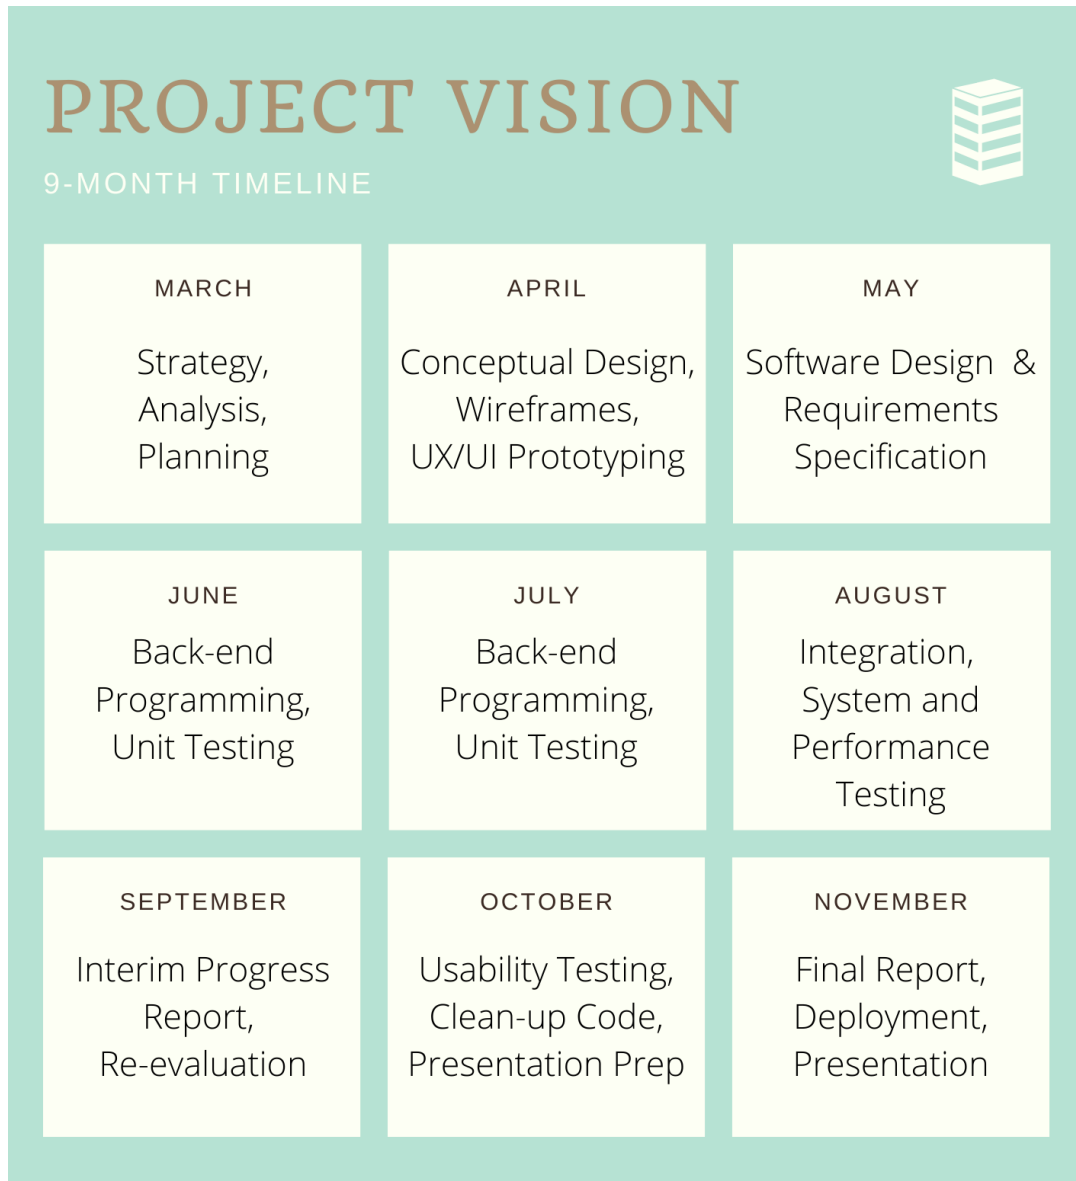 PROJECT VISION
9-MONTH TIMELINE
MARCH
Strategy,
Analysis,
Planning
APRIL
Conceptual Design,
Wireframes,
UX/UI Prototyping
MAY
Software Design  &
Requirements
Specification
JUNE
Back-end
Programming,
Unit Testing
JULY
Back-end
Programming,
Unit Testing
AUGUST
Integration,
System and
Performance
Testing
SEPTEMBER
Interim Progress
Report,
Re-evaluation
OCTOBER
Usability Testing,
Clean-up Code,
Presentation Prep
NOVEMBER
Final Report,
Deployment,
Presentation